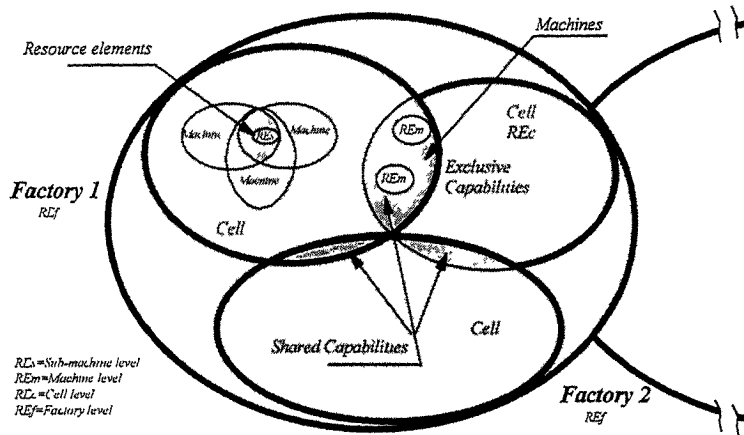 Machines
Resource elements
Machine
REs
Machine
Machine
Cell
REm
REm
Cell
REc
Exclusive
Capabilities
Factory 1
REf
Shared Capabilities
Cell
REs=Sub-machine level
REm=Machine level
REc=Cell level
REf=Factory level
Factory 2
REf